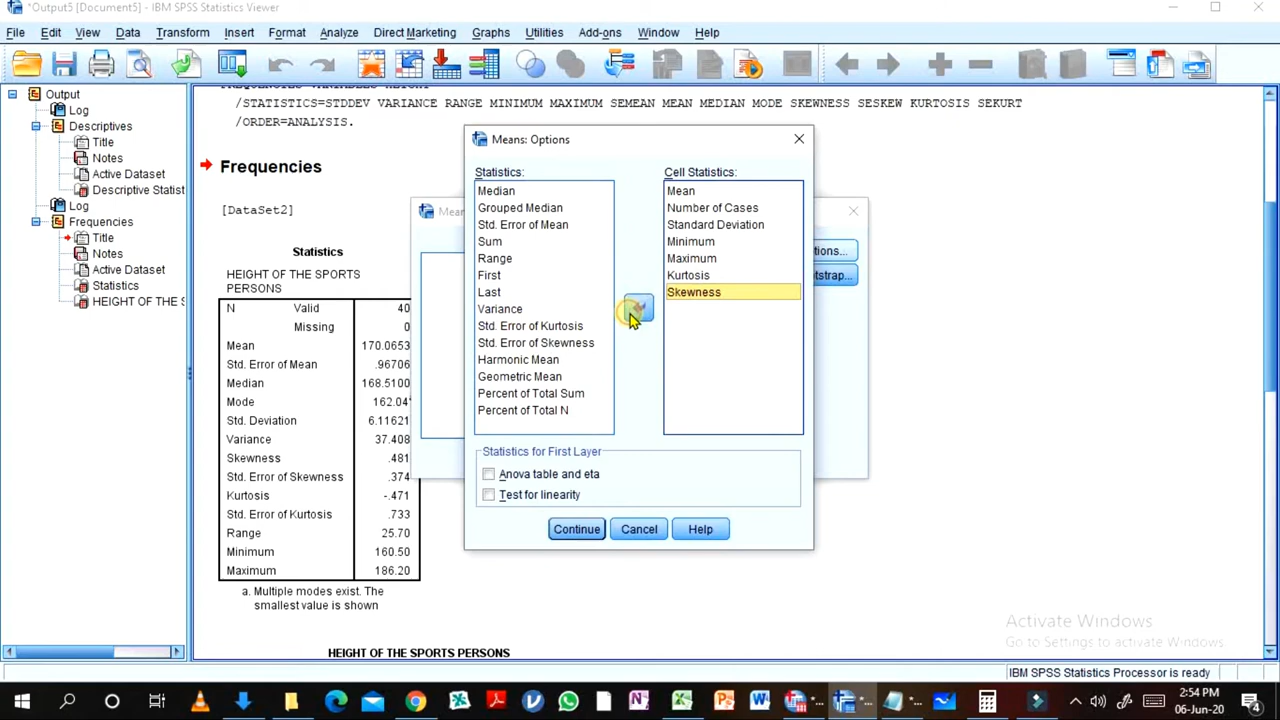 *Output5 [Document5] - IBM SPSS Statistics Viewer
File Edit View Data Transform Insert Format Analyze Direct Marketing Graphs Utilities Add-ons Window Help
Output
Log
Descriptives
Title
Notes
Active Dataset
Descriptive Statist
Log
Frequencies
Title
Notes
Active Dataset
Statistics
HEIGHT OF THE S
/STATISTICS=STDDEV VARIANCE RANGE MINIMUM MAXIMUM SEMEAN MEAN MEDIAN MODE SKEWNESS SESKEW KURTOSIS SEKURT
/ORDER=ANALYSIS.
Frequencies
[DataSet2]
Statistics
HEIGHT OF THE SPORTS
PERSONS
N Valid 40
Missing 0
Mean 170.0653
Std. Error of Mean .96706
Median 168.5100
Mode 162.04
Std. Deviation 6.11621
Variance 37.408
Skewness .481
Std. Error of Skewness .374
Kurtosis -.471
Std. Error of Kurtosis .733
Range 25.70
Minimum 160.50
Maximum 186.20
a. Multiple modes exist. The
smallest value is shown
HEIGHT OF THE SPORTS PERSONS
Mean
tions...
tstrap...
Means: Options
Statistics:
Median
Grouped Median
Std. Error of Mean
Sum
Range
First
Last
Variance
Std. Error of Kurtosis
Std. Error of Skewness
Harmonic Mean
Geometric Mean
Percent of Total Sum
Percent of Total N
Cell Statistics:
Mean
Number of Cases
Standard Deviation
Minimum
Maximum
Kurtosis
Skewness
Statistics for First Layer
Anova table and eta
Test for linearity
Continue Cancel Help
Activate Windows
Go to Settings to activate Windows.
IBM SPSS Statistics Processor is ready
2:54 PM
06-Jun-20
4